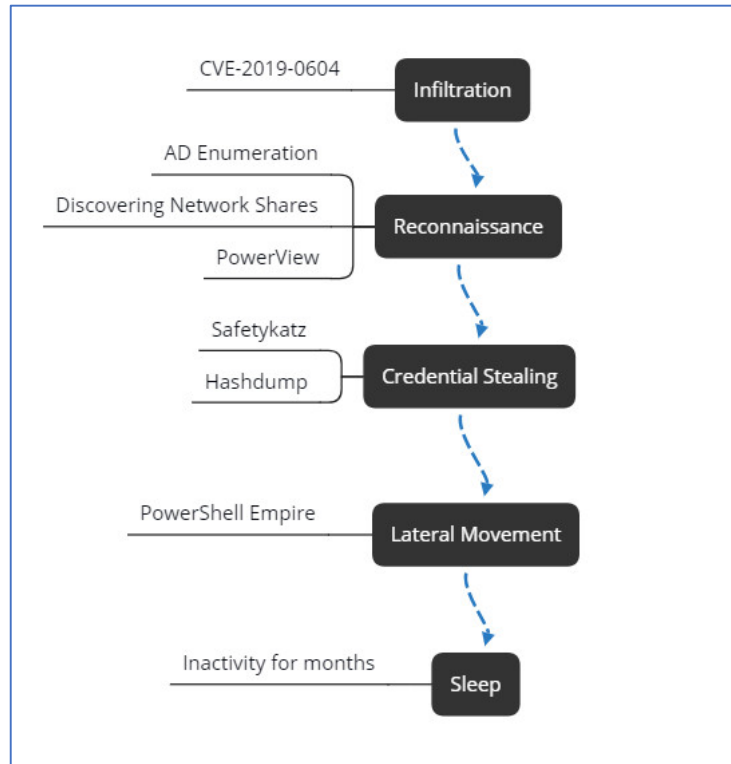 CVE-2019-0604
Infiltration
AD Enumeration
Discovering Network Shares
Reconnaissance
PowerView
Safetykatz
Credential Stealing
Hashdump
PowerShell Empire
Lateral Movement
Inactivity for months
Sleep